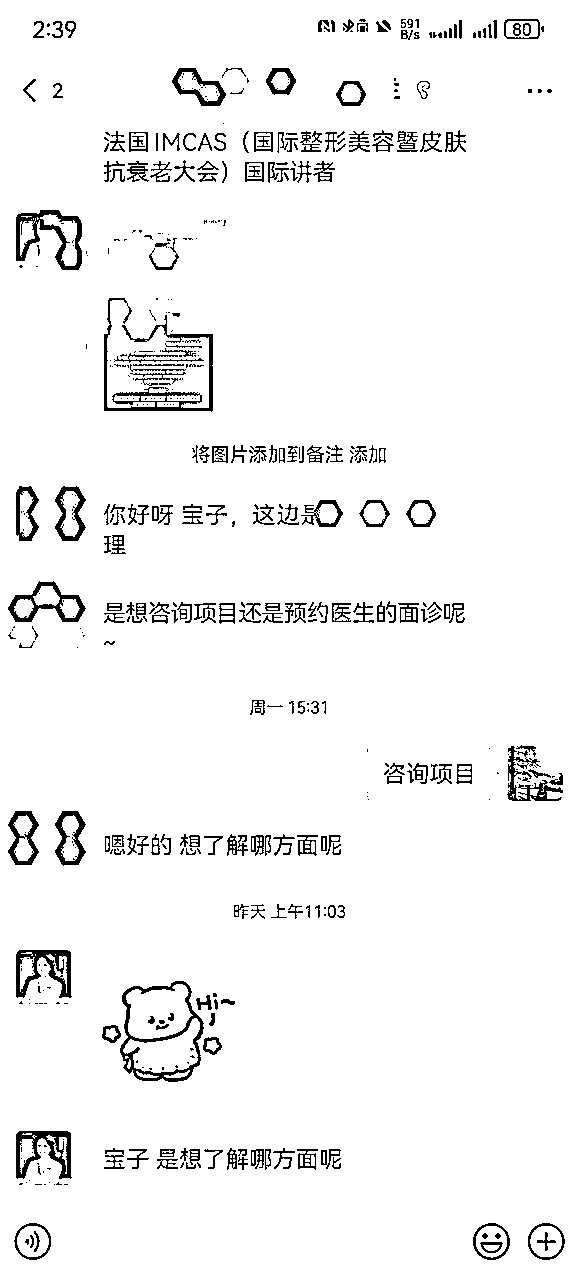 2:39
591
B/s
80
2
法国IMCAS（国际整形美容暨皮肤
抗衰老大会）国际讲者
将图片添加到备注 添加
你好呀 宝子，这边是
理
是想咨询项目还是预约医生的面诊呢
~
周一 15:31
咨询项目
嗯好的 想了解哪方面呢
昨天 上午11:03
Hi~
宝子 是想了解哪方面呢